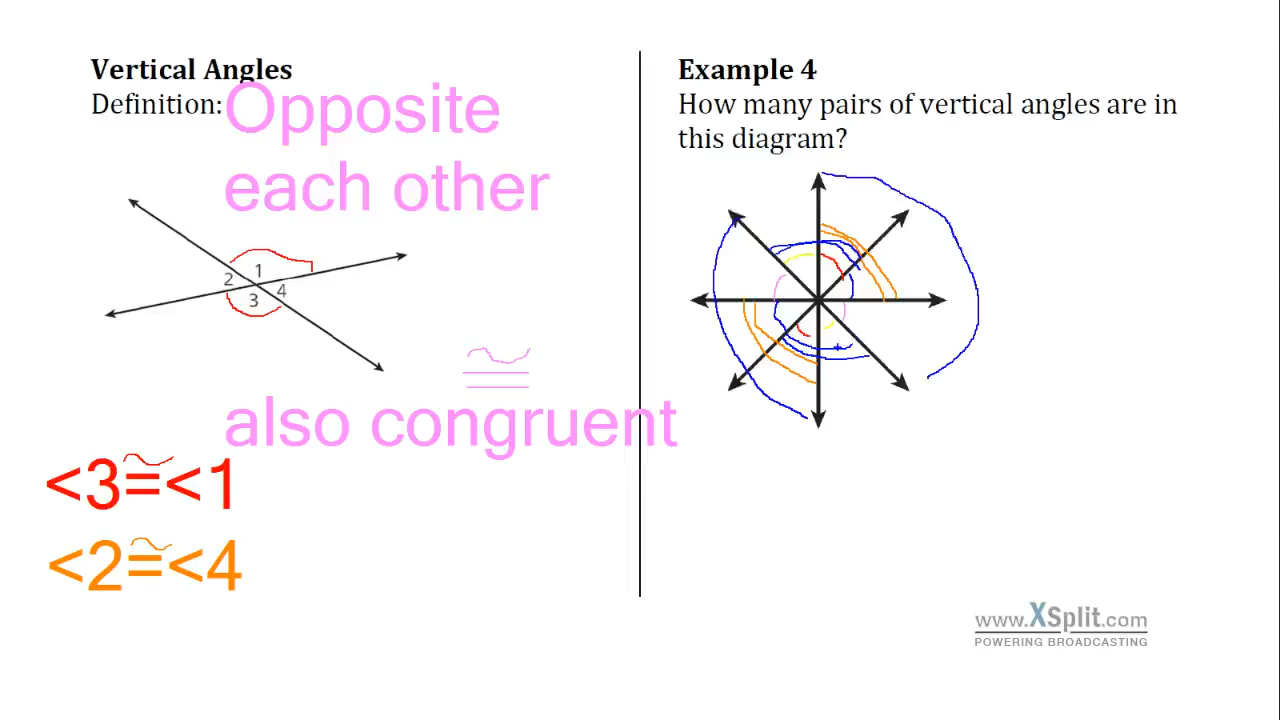 Vertical Angles
Definition:
Opposite
each other
1
2
3
4
≅
also congruent
<3≅<1
<2≅<4
Example 4
How many pairs of vertical angles are in
this diagram?
www.XSplit.com
POWERING BROADCASTING